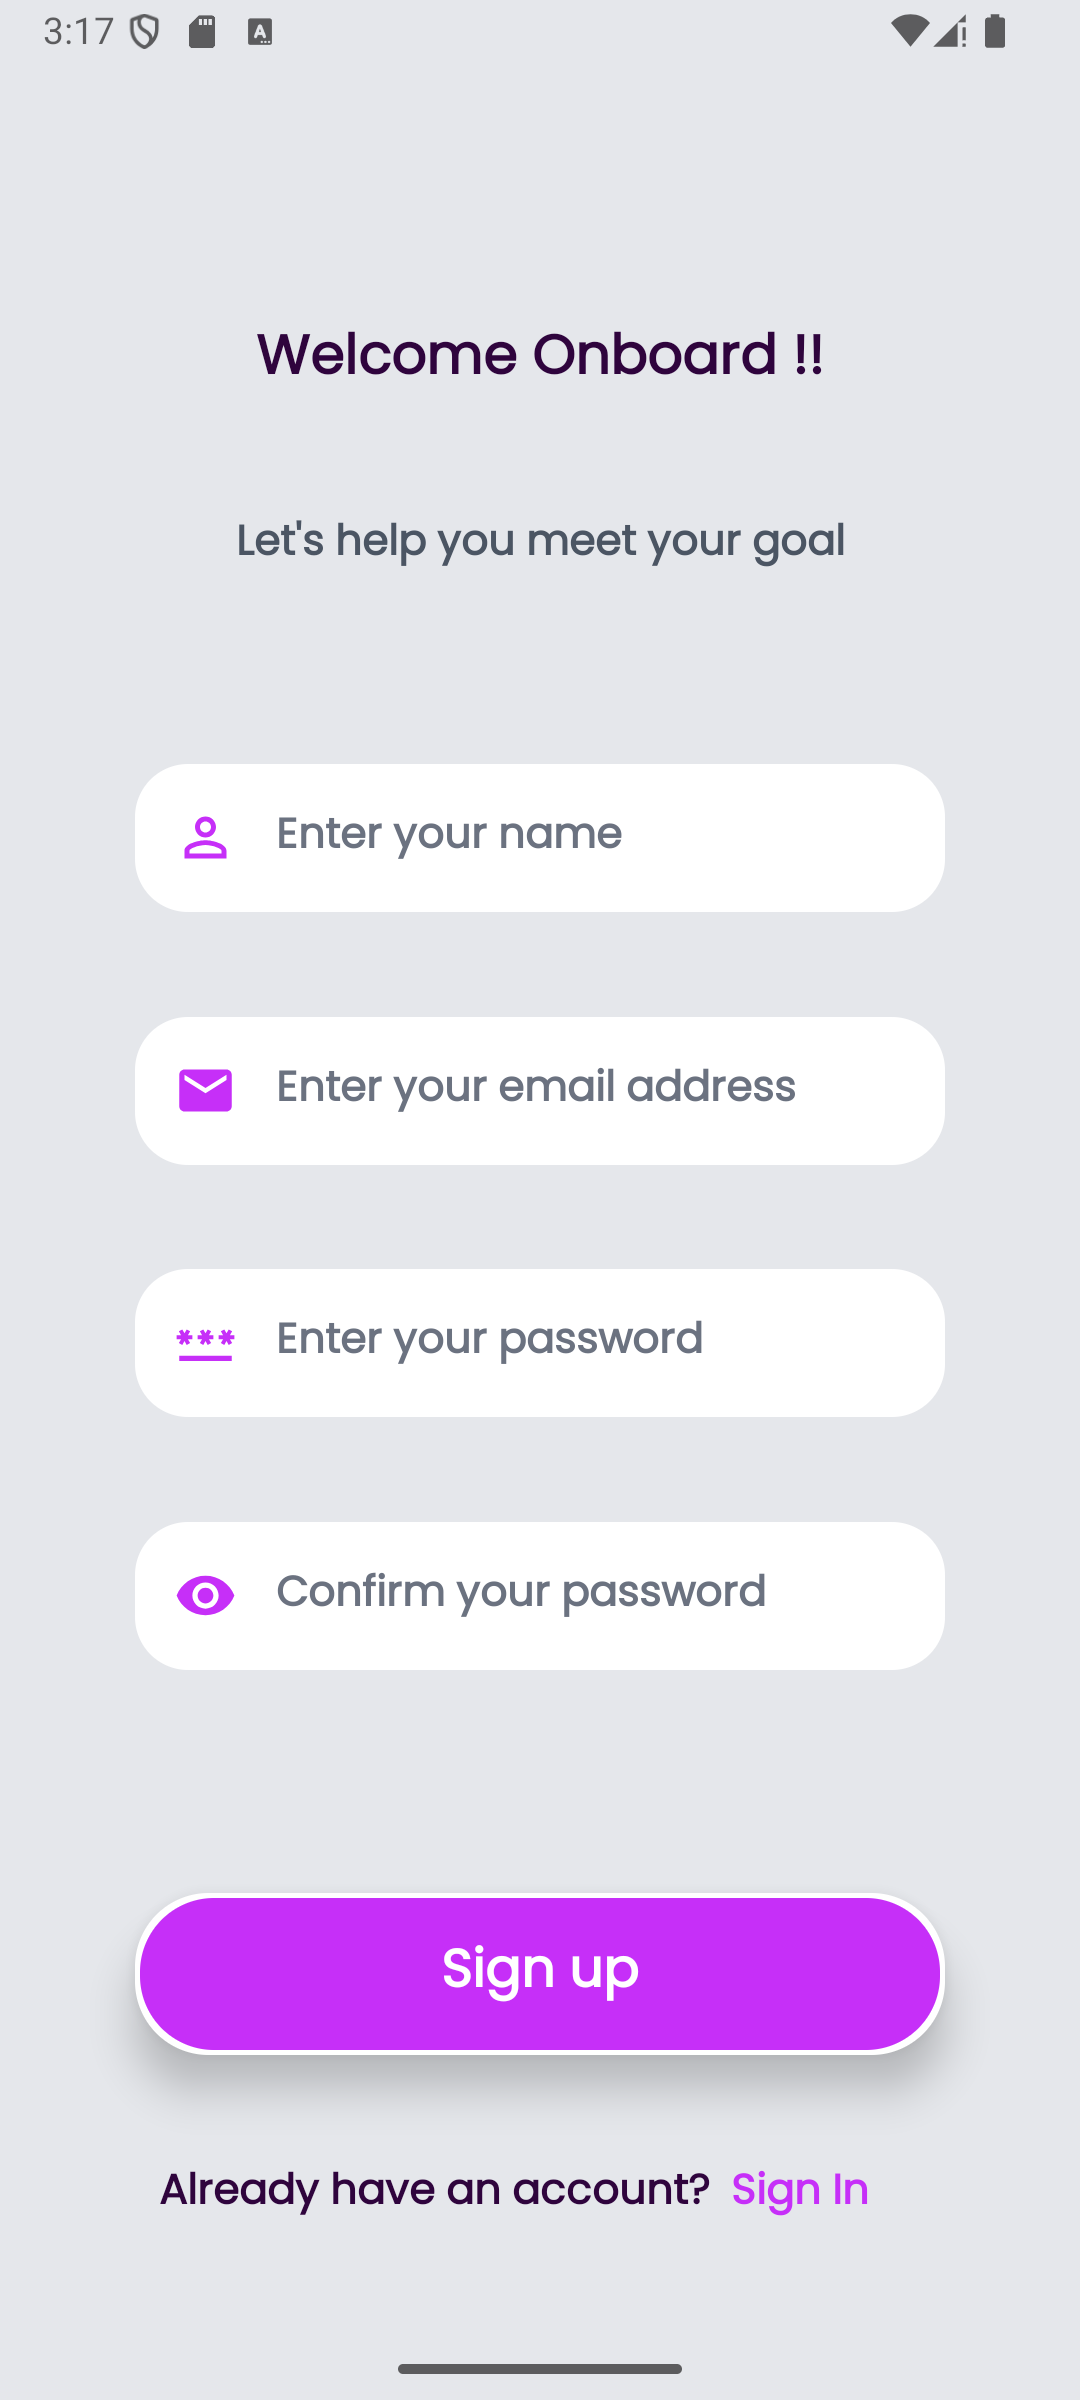 3:17
Welcome Onboard !!
Let's help you meet your goal
Enter your name
Enter your email address
Enter your password
Confirm your password
Sign up
Already have an account? Sign In